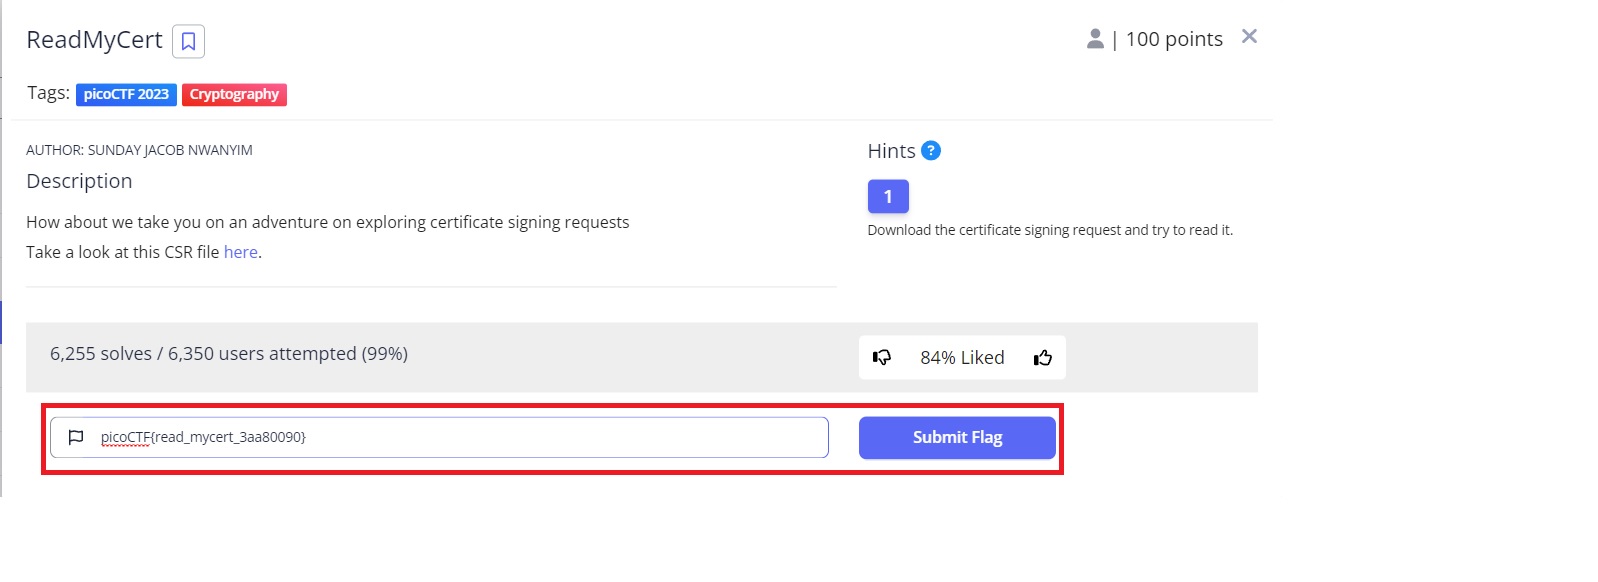 ReadMyCert
| 100 points
Tags: picoCTF 2023 Cryptography
AUTHOR: SUNDAY JACOB NWANYIM
Description
How about we take you on an adventure on exploring certificate signing requests
Take a look at this CSR file here.
Hints ?
1
Download the certificate signing request and try to read it.
6,255 solves / 6,350 users attempted (99%)
84% Liked
picoCTF{read_mycert_3aa80090}
Submit Flag